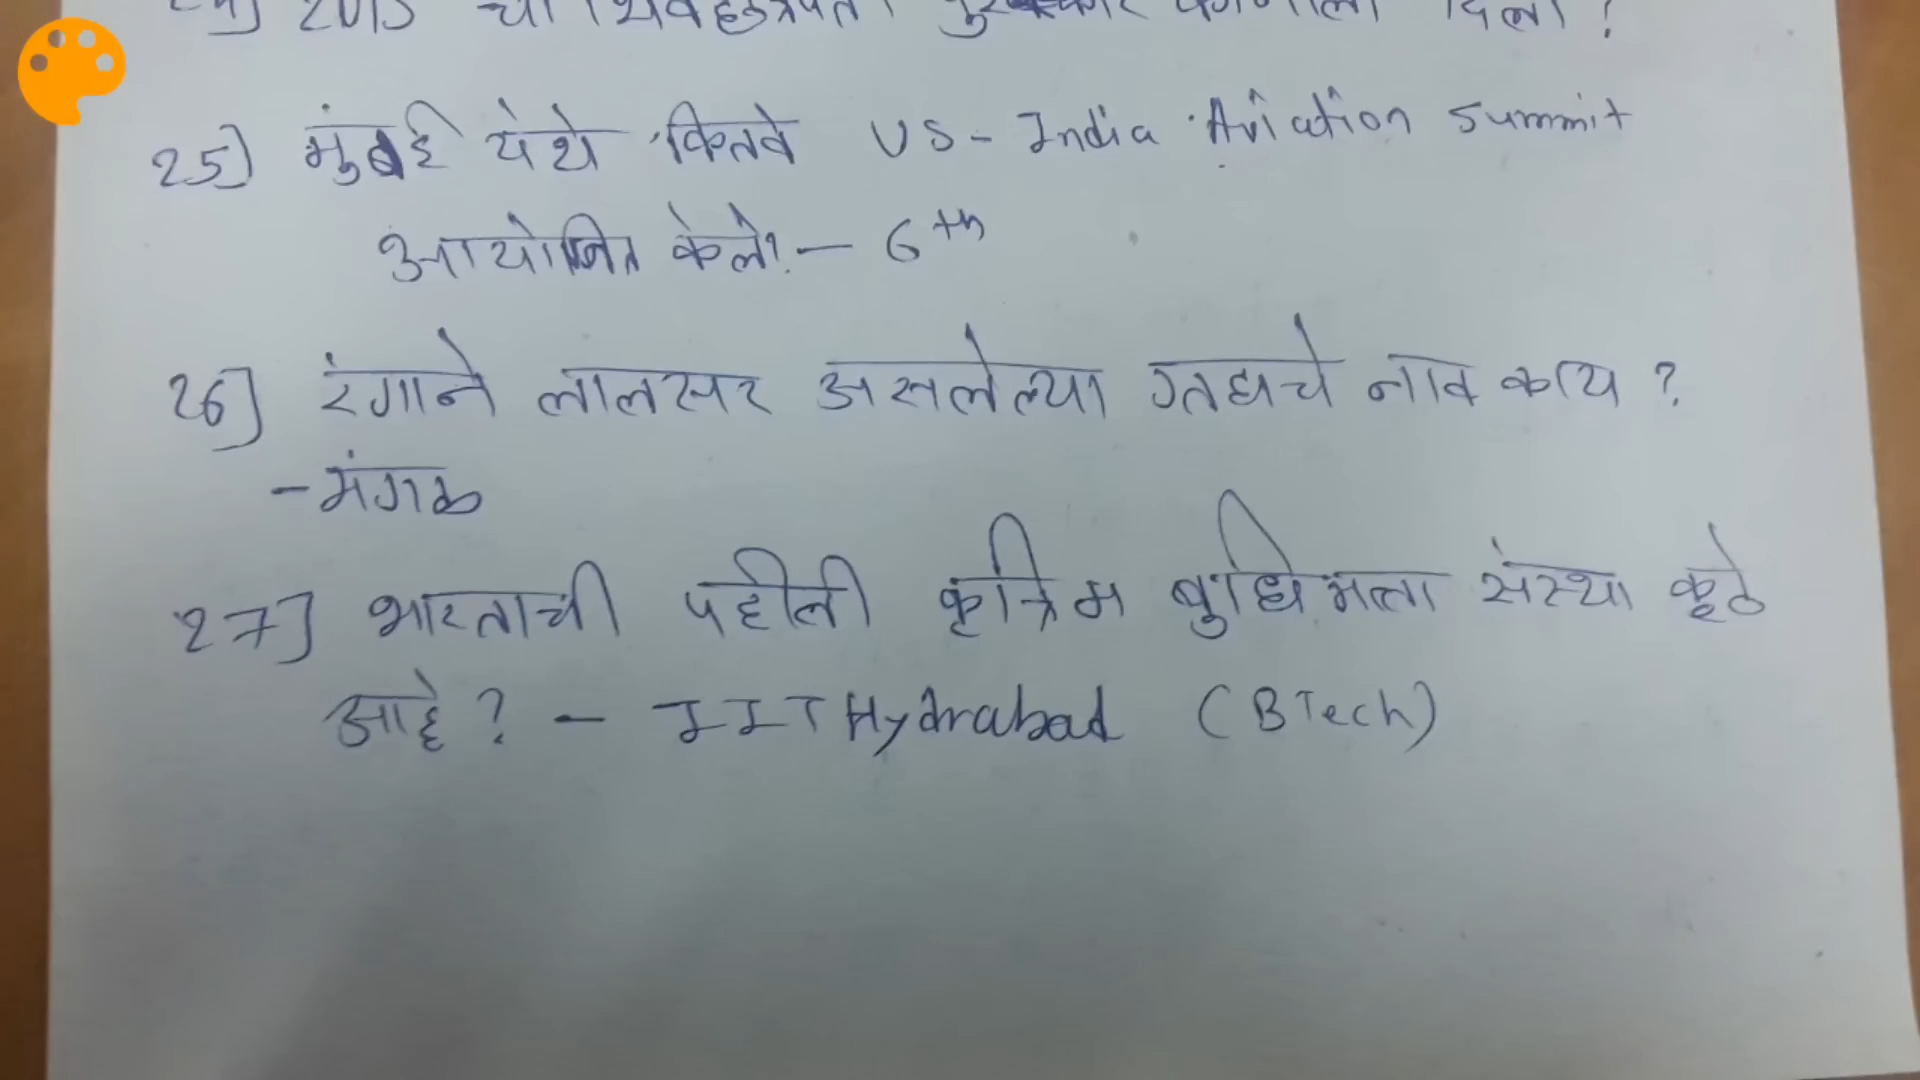 25] मुंबई येथे कितवे US - India Aviation Summit
आयोजित केले? - 6th
26] रंगाने लालसर असलेल्या ग्रहाचे नाव काय ?
- मंगळ
27] भारताची पहीली कृत्रिम बुधिमत्ता संस्था कूठे
आहे ? - IIT Hydrabad (BTech)